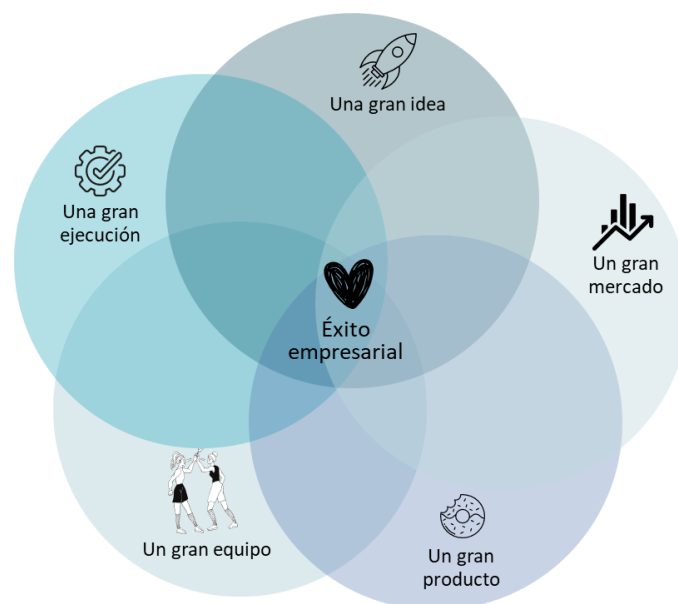 Una gran idea
Una gran
ejecución
Un gran
mercado
Éxito
empresarial
Un gran equipo
Un gran
producto